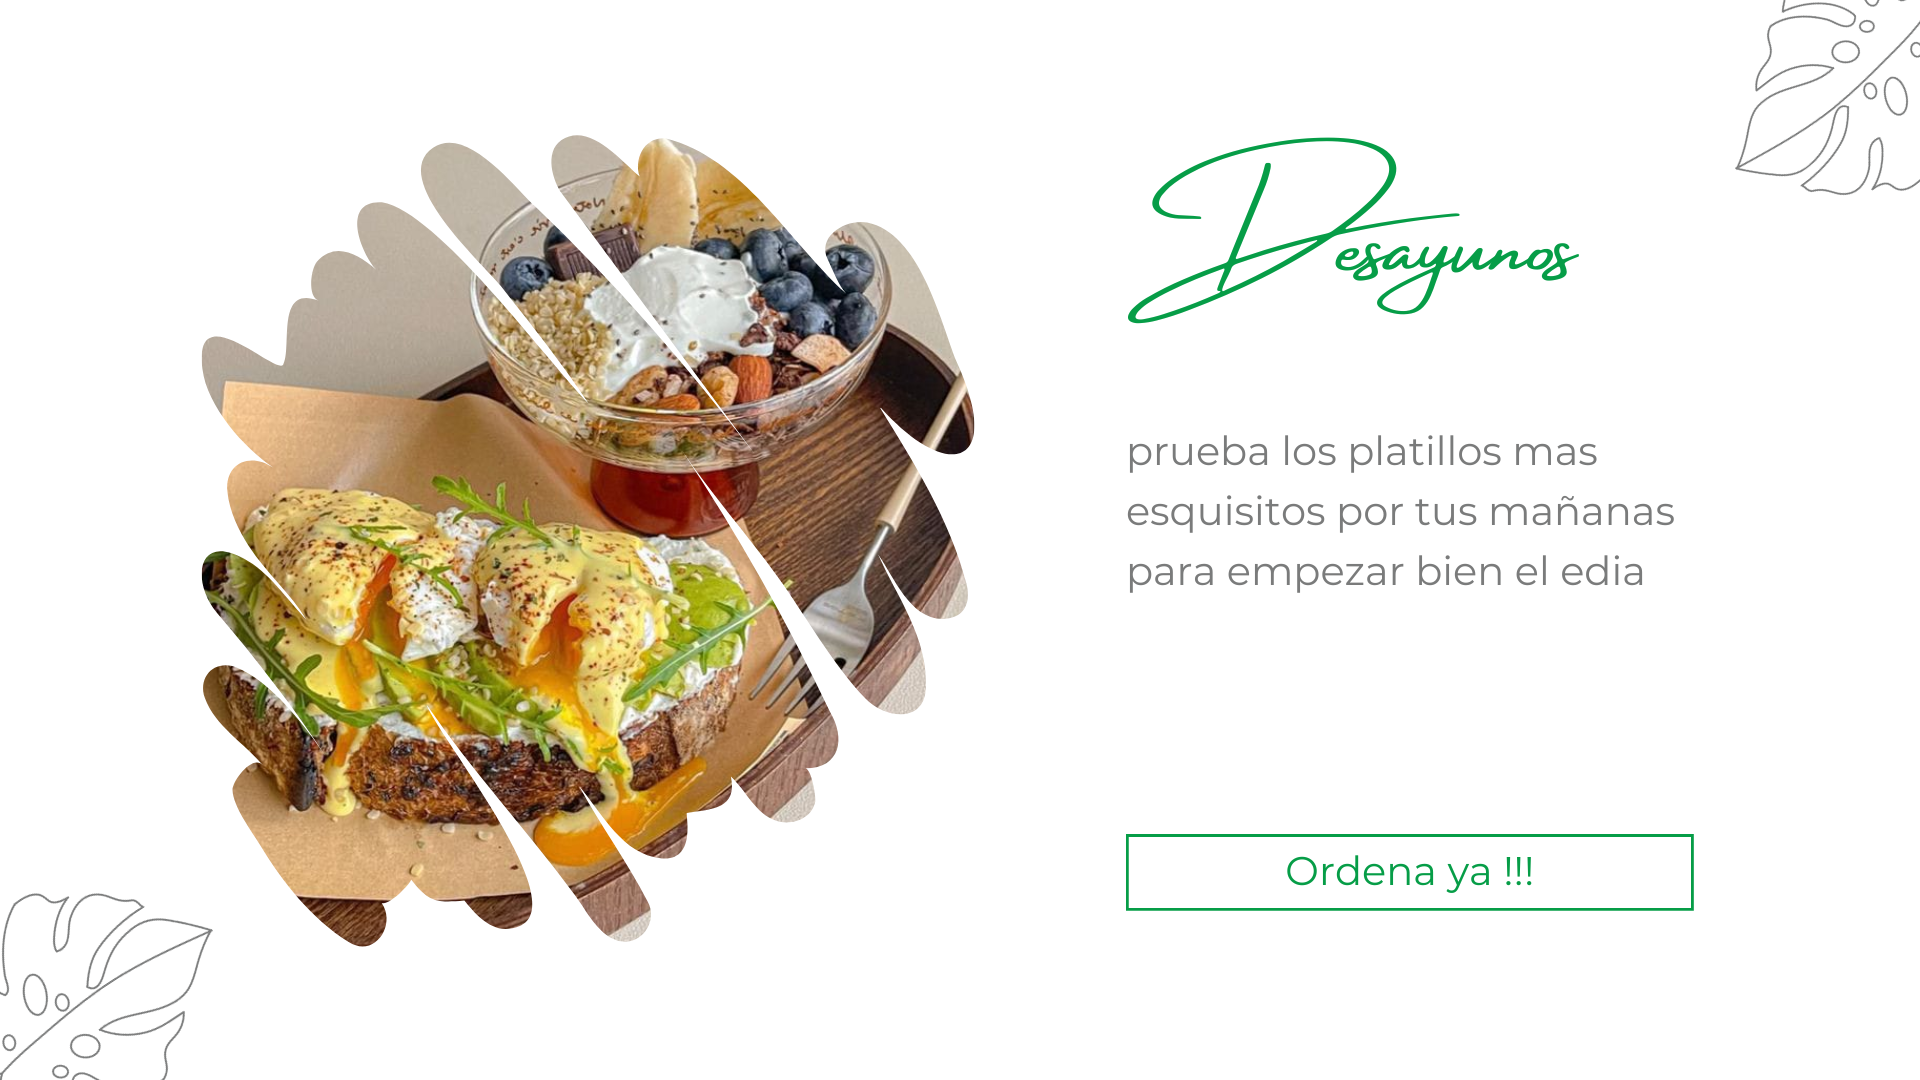 Desayunos
prueba los platillos mas
esquisitos por tus mañanas
para empezar bien el edia
Ordena ya !!!